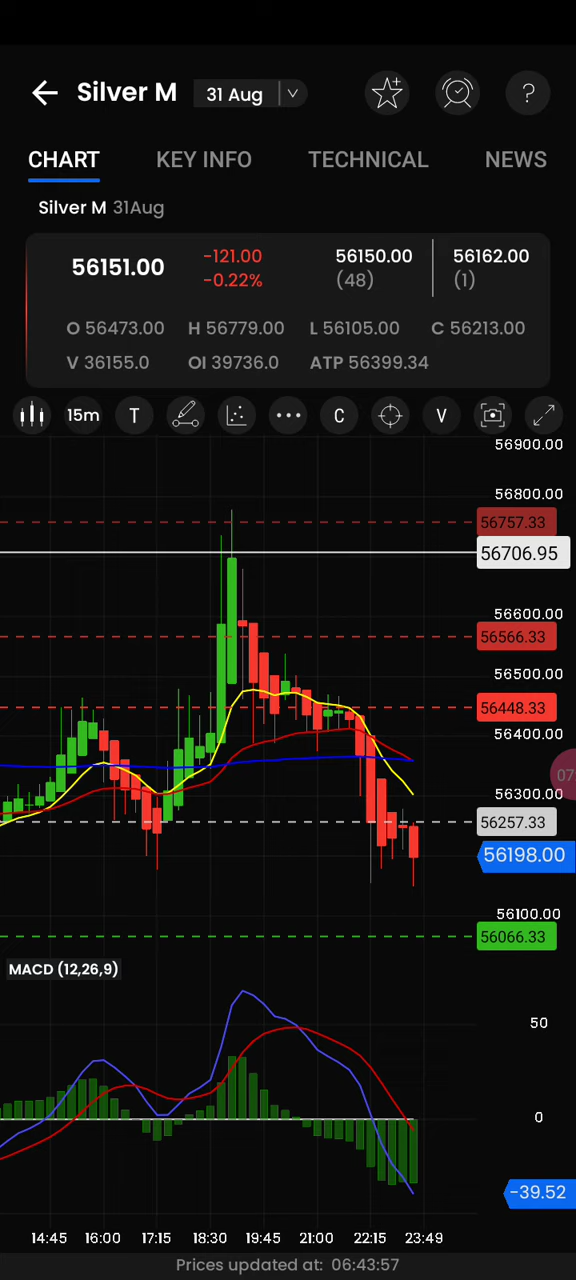 Silver M 31 Aug ?
CHART KEY INFO TECHNICAL NEWS
Silver M 31Aug
56151.00 -121.00 56150.00 56162.00
-0.22% (48) (1)
O 56473.00 H 56779.00 L 56105.00 C 56213.00
V 36155.0 OI 39736.0 ATP 56399.34
15m T C V
56900.00
56800.00
56757.33
56706.95
56600.00
56566.33
56500.00
56448.33
56400.00
07:
56300.00
56257.33
56198.00
56100.00
56066.33
MACD (12,26,9)
50
0
-39.52
14:45 16:00 17:15 18:30 19:45 21:00 22:15 23:49
Prices updated at: 06:43:57